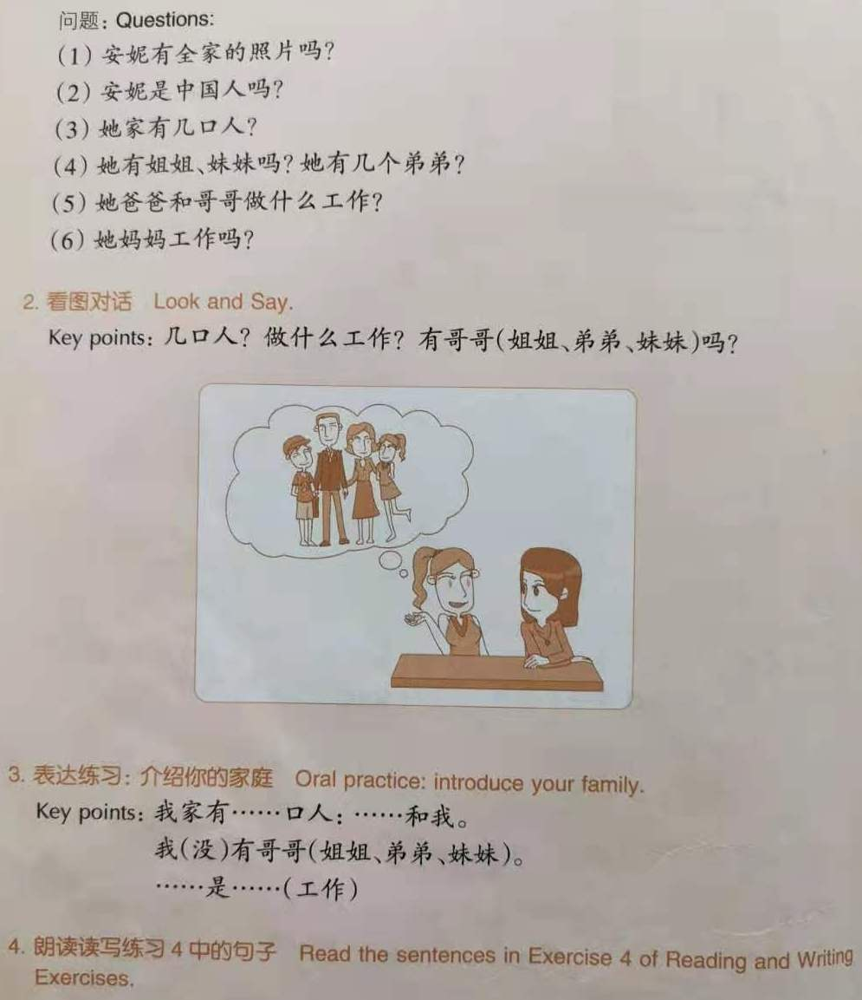 问题：Questions:
（1）安妮有全家的照片吗？
（2）安妮是中国人吗？
（3）她家有几口人？
（4）她有姐姐、妹妹吗？她有几个弟弟？
（5）她爸爸和哥哥做什么工作？
（6）她妈妈工作吗？
2. 看图对话 Look and Say.
Key points: 几口人？做什么工作？有哥哥(姐姐、弟弟、妹妹)吗？
3. 表达练习：介绍你的家庭 Oral practice: introduce your family.
Key points: 我家有……口人：……和我。
我(没)有哥哥(姐姐、弟弟、妹妹)。
……是……(工作)
4. 朗读读写练习 4 中的句子 Read the sentences in Exercise 4 of Reading and Writing
Exercises.